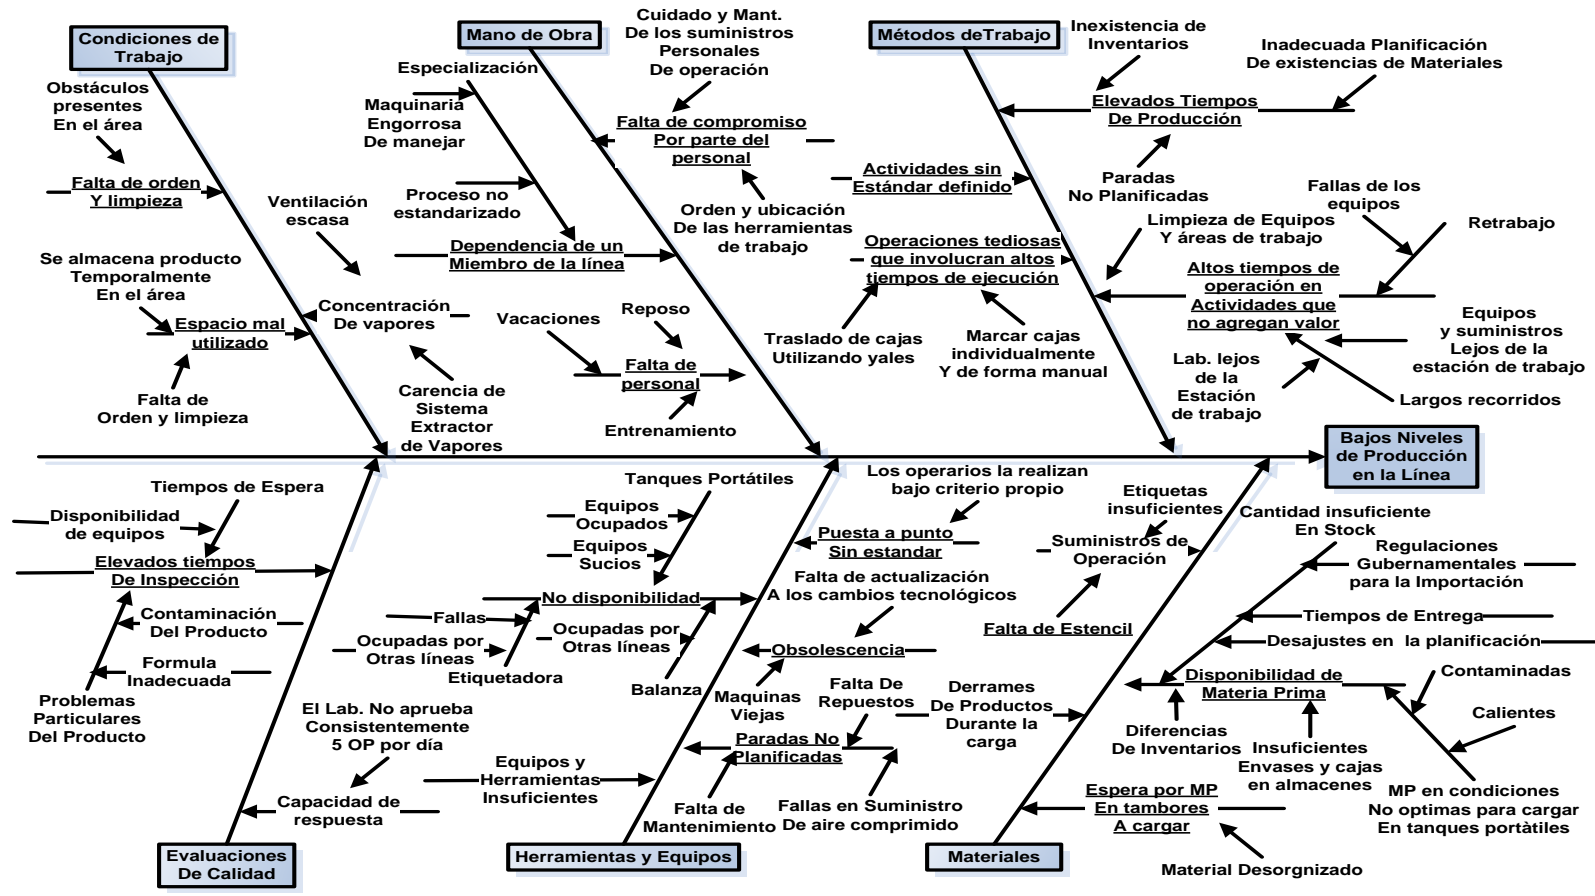 Condiciones de
Trabajo
Obstáculos
presentes
En el área
Falta de orden
Y limpieza
Ventilación
escasa
Se almacena producto
Temporalmente
En el área
Espacio mal
utilizado
Concentración
De vapores
Falta de
Orden y limpieza
Carencia de
Sistema
Extractor
de Vapores
Mano de Obra
Especialización
Maquinaria
Engorrosa
De manejar
Proceso no
estandarizado
Dependencia de un
Miembro de la línea
Cuidado y Mant.
De los suministros
Personales
De operación
Falta de compromiso
Por parte del
personal
Orden y ubicación
De las herramientas
de trabajo
Vacaciones
Reposo
Falta de
personal
Entrenamiento
Métodos deTrabajo
Inexistencia de
Inventarios
Inadecuada Planificación
De existencias de Materiales
Elevados Tiempos
De Producción
Paradas
No Planificadas
Actividades sin
Estándar definido
Operaciones tediosas
que involucran altos
tiempos de ejecución
Traslado de cajas
Utilizando yales
Marcar cajas
individualmente
Y de forma manual
Limpieza de Equipos
Y áreas de trabajo
Fallas de los
equipos
Retrabajo
Altos tiempos de
operación en
Actividades que
no agregan valor
Equipos
y suministros
Lejos de la
estación de trabajo
Lab. lejos
de la
Estación
de trabajo
Largos recorridos
Bajos Niveles
de Producción
en la Línea
Tiempos de Espera
Disponibilidad
de equipos
Elevados tiempos
De Inspección
Contaminación
Del Producto
Formula
Inadecuada
Problemas
Particulares
Del Producto
El Lab. No aprueba
Consistentemente
5 OP por día
Capacidad de
respuesta
Evaluaciones
De Calidad
Tanques Portátiles
Equipos
Ocupados
Equipos
Sucios
No disponibilidad
Fallas
Ocupadas por
Otras líneas
Etiquetadora
Ocupadas por
Otras líneas
Balanza
Los operarios la realizan
bajo criterio propio
Puesta a punto
Sin estandar
Falta de actualización
A los cambios tecnológicos
Obsolescencia
Maquinas
Viejas
Falta De
Repuestos
Paradas No
Planificadas
Equipos y
Herramientas
Insuficientes
Falta de
Mantenimiento
Fallas en Suministro
De aire comprimido
Herramientas y Equipos
Etiquetas
insuficientes
Suministros de
Operación
Falta de Estencil
Cantidad insuficiente
En Stock
Regulaciones
Gubernamentales
para la Importación
Tiempos de Entrega
Desajustes en la planificación
Disponibilidad de
Materia Prima
Contaminadas
Calientes
Derrames
De Productos
Durante la
carga
Diferencias
De Inventarios
Insuficientes
Envases y cajas
en almacenes
MP en condiciones
No optimas para cargar
En tanques portàtiles
Espera por MP
En tambores
A cargar
Material Desorgnizado
Materiales